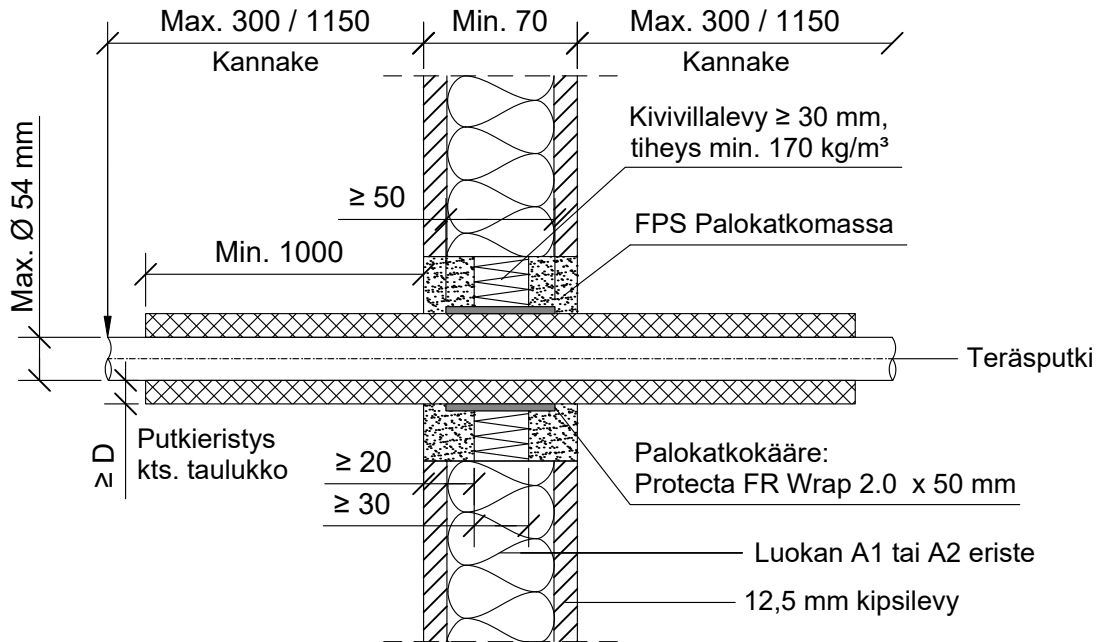 Max. 300 / 1150
Min. 70
Max. 300 / 1150
Kannake
Kannake
Kivivillalevy ≥ 30 mm,
tiheys min. 170 kg/m³
≥ 50
FPS Palokatkomassa
Min. 1000
Max. Ø 54 mm
Teräsputki
≥ D
Putkieristys
kts. taulukko
≥ 20
≥ 30
Palokatkokääre:
Protecta FR Wrap 2.0 x 50 mm
Luokan A1 tai A2 eriste
12,5 mm kipsilevy